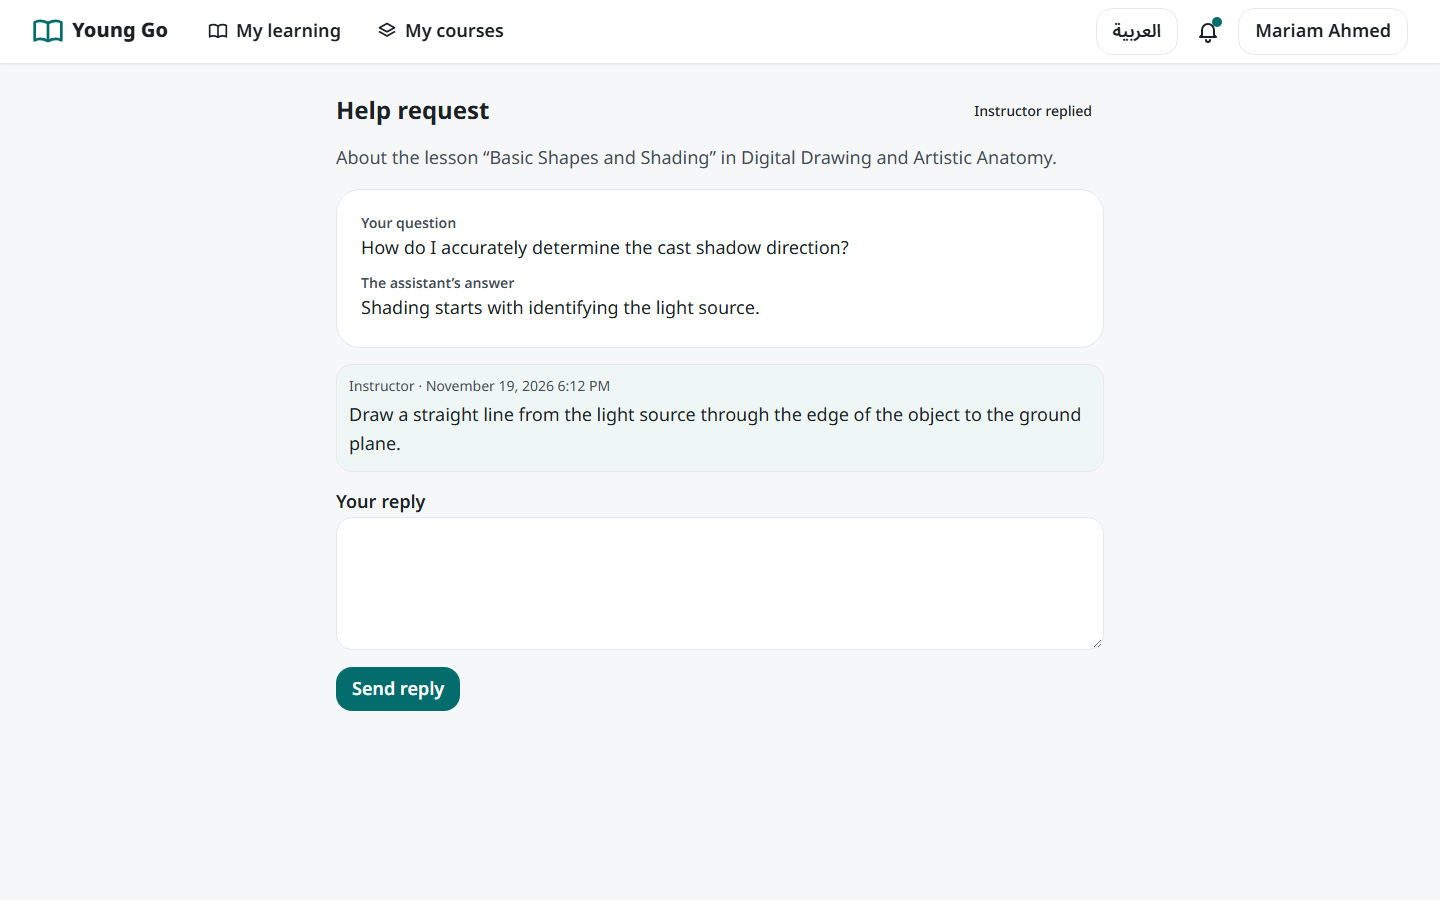 Young Go
My learning
My courses
العربية
Mariam Ahmed
Help request
Instructor replied
About the lesson “Basic Shapes and Shading” in Digital Drawing and Artistic Anatomy.
Your question
How do I accurately determine the cast shadow direction?
The assistant’s answer
Shading starts with identifying the light source.
Instructor · November 19, 2026 6:12 PM
Draw a straight line from the light source through the edge of the object to the ground
plane.
Your reply
Send reply